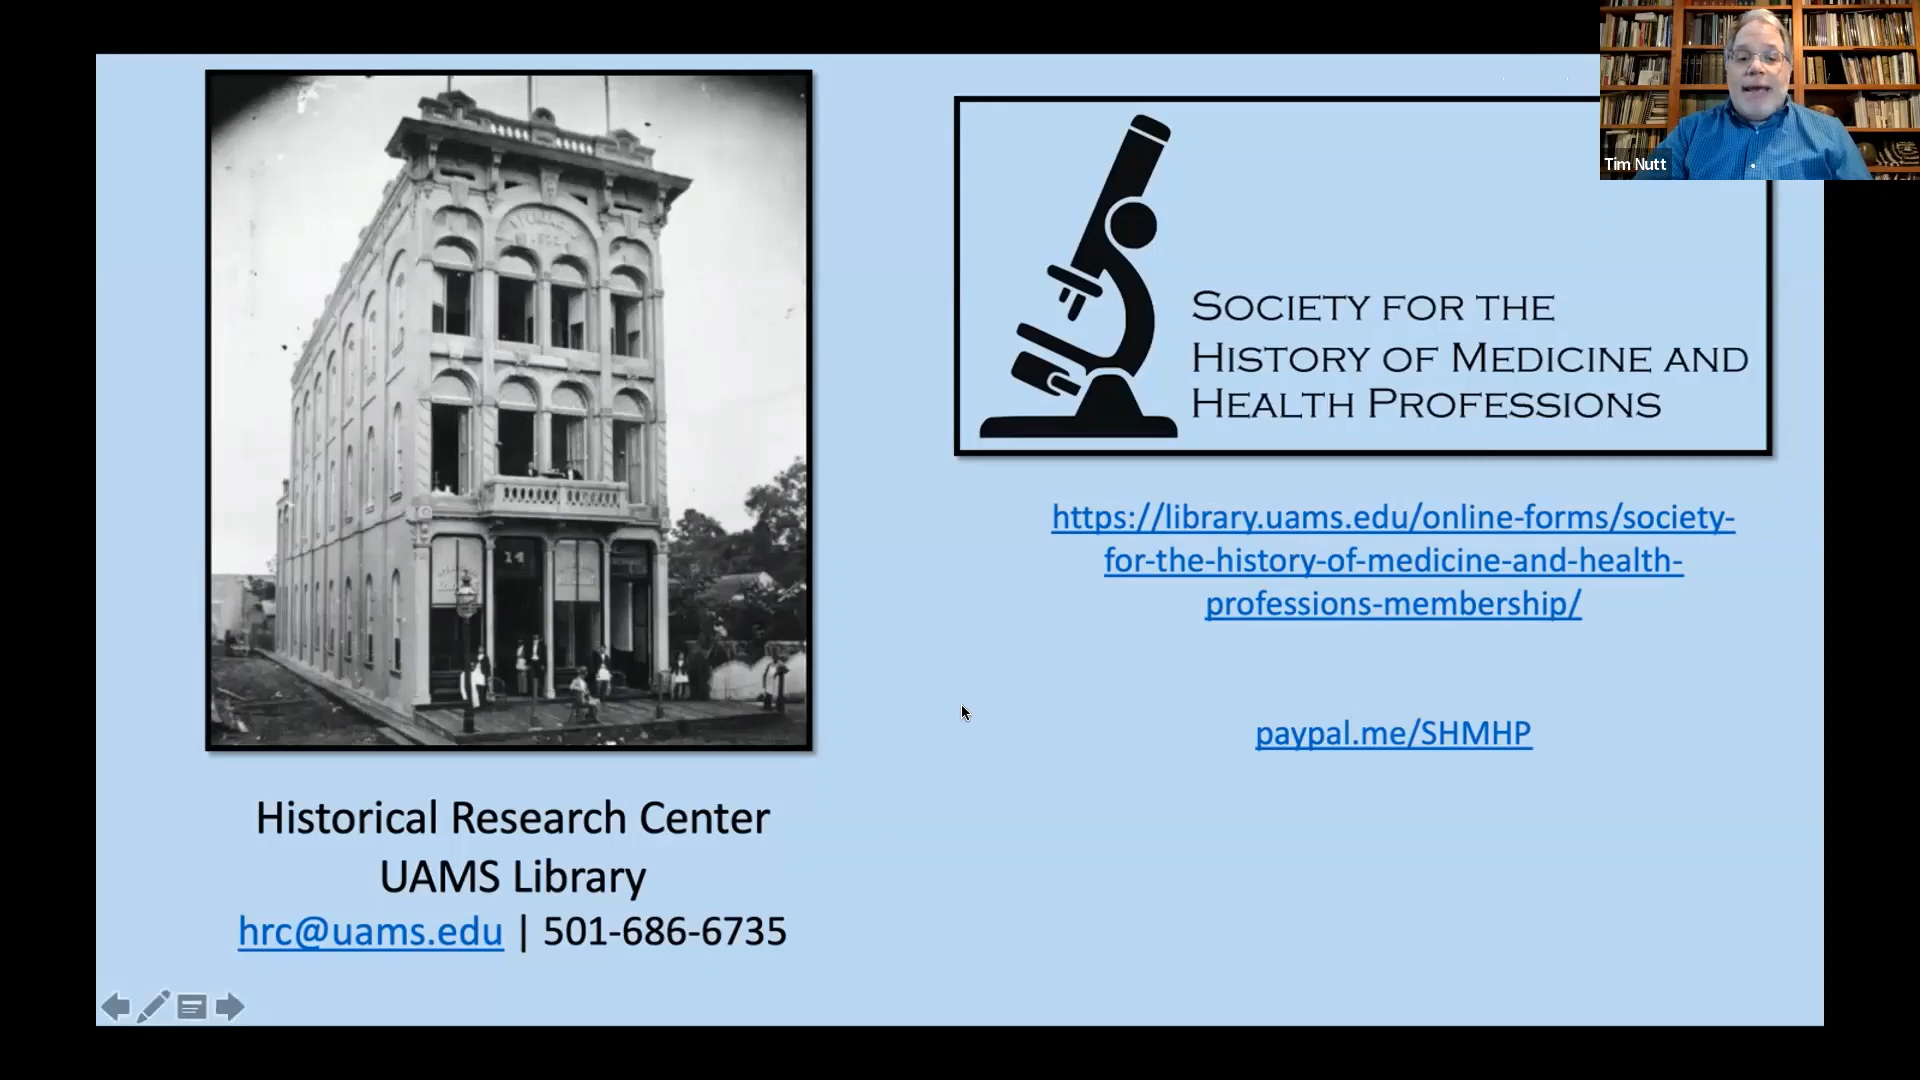 Tim Nutt
SOCIETY FOR THE
HISTORY OF MEDICINE AND
HEALTH PROFESSIONS
https://library.uams.edu/online-forms/society-
for-the-history-of-medicine-and-health-
professions-membership/
paypal.me/SHMHP
14
Historical Research Center
UAMS Library
hrc@uams.edu | 501-686-6735